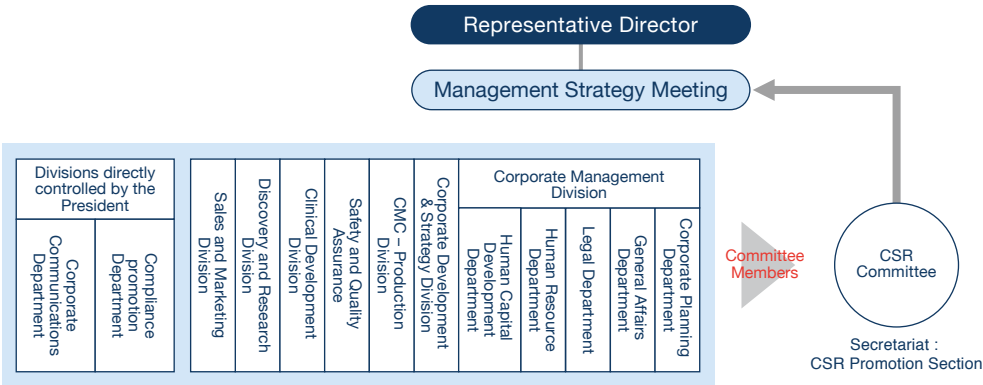 Representative Director
Management Strategy Meeting
Divisions directly
controlled by the
President
Corporate
Communications
Department
Compliance
promotion
Department
Sales and Marketing
Division
Discovery and Research
Division
Clinical Development
Division
Safety and Quality
Assurance
CMC – Production
Division
Corporate Development
& Strategy Division
Corporate Management
Division
Human Capital
Development
Department
Human Resource
Department
Legal Department
General Affairs
Department
Corporate Planning
Department
Committee
Members
CSR
Committee
Secretariat :
CSR Promotion Section